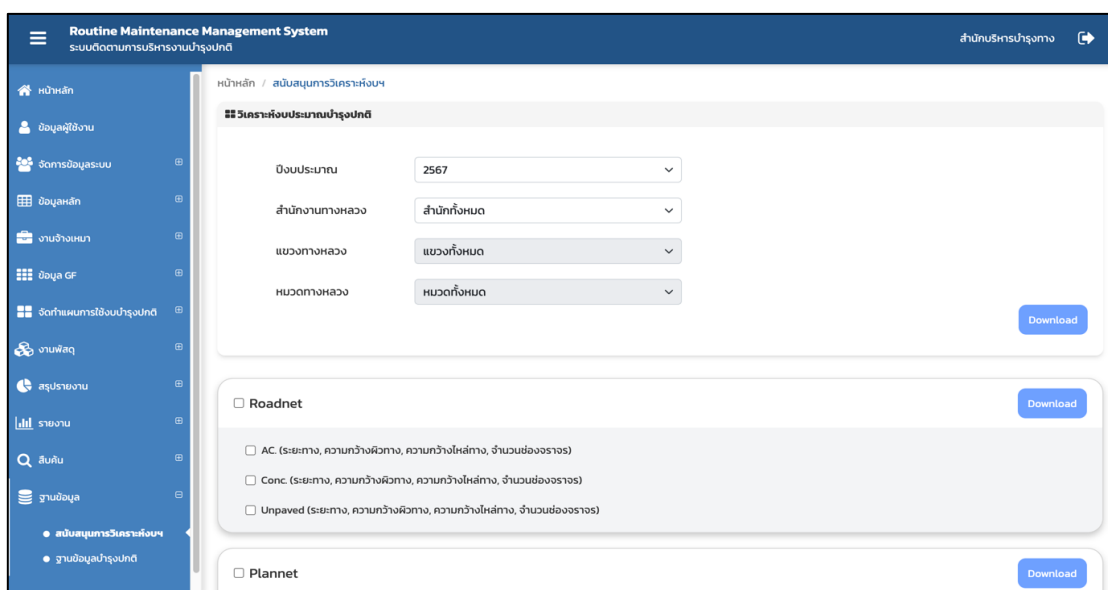 Routine Maintenance Management System
ระบบติดตามการบริหารงานบำรุงปกติ
สำนักบริหารบำรุงทาง
หน้าหลัก
ข้อมูลผู้ใช้งาน
จัดการข้อมูลระบบ
ข้อมูลหลัก
งานจ้างเหมา
ข้อมูล GF
จัดทำแผนการใช้งบบำรุงปกติ
งานพัสดุ
สรุปรายงาน
รายงาน
สืบค้น
ฐานข้อมูล
สนับสนุนการวิเคราะห์งบฯ
ฐานข้อมูลบำรุงปกติ
หน้าหลัก / สนับสนุนการวิเคราะห์งบฯ
วิเคราะห์งบประมาณบำรุงปกติ
ปีงบประมาณ 2567
สำนักงานทางหลวง สำนักทั้งหมด
แขวงทางหลวง แขวงทั้งหมด
หมวดทางหลวง หมวดทั้งหมด
Download
Roadnet Download
AC. (ระยะทาง, ความกว้างผิวทาง, ความกว้างไหล่ทาง, จำนวนช่องจราจร)
Conc. (ระยะทาง, ความกว้างผิวทาง, ความกว้างไหล่ทาง, จำนวนช่องจราจร)
Unpaved (ระยะทาง, ความกว้างผิวทาง, ความกว้างไหล่ทาง, จำนวนช่องจราจร)
Plannet Download